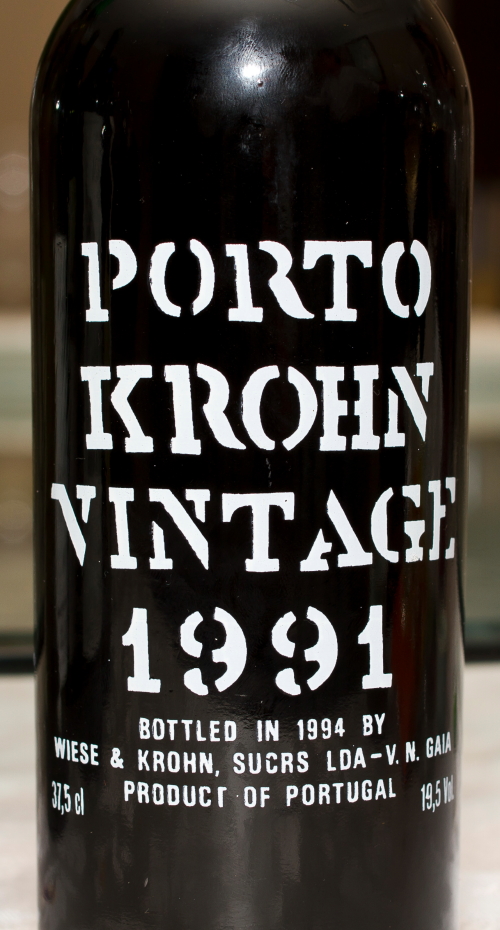 PORTO
KROHN
VINTAGE
1991
BOTTLED IN 1994 BY
WIESE & KROHN, SUCRS LDA-V. N. GAIA
37,5 cl PRODUCT OF PORTUGAL 19,5 Vol.